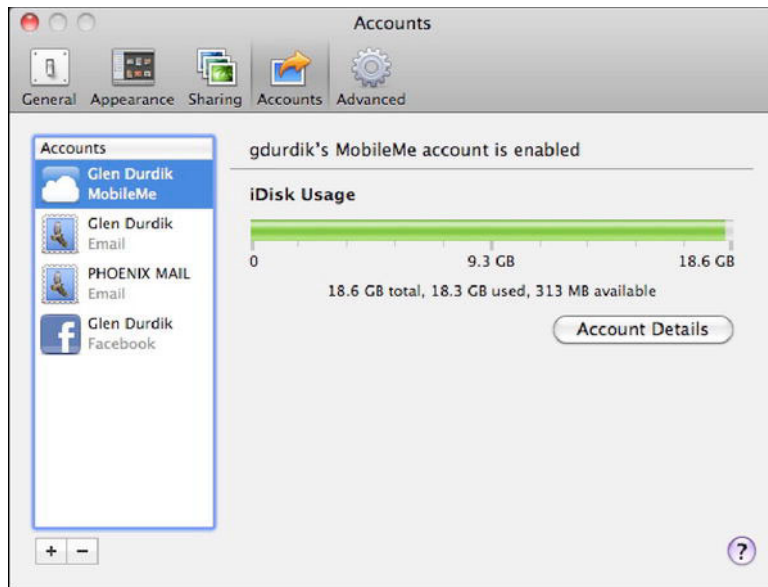 Accounts
General Appearance Sharing Accounts Advanced
Accounts
Glen Durdik
MobileMe
Glen Durdik
Email
PHOENIX MAIL
Email
Glen Durdik
Facebook
+ −
gdurdik's MobileMe account is enabled
iDisk Usage
0 9.3 GB 18.6 GB
18.6 GB total, 18.3 GB used, 313 MB available
Account Details
?